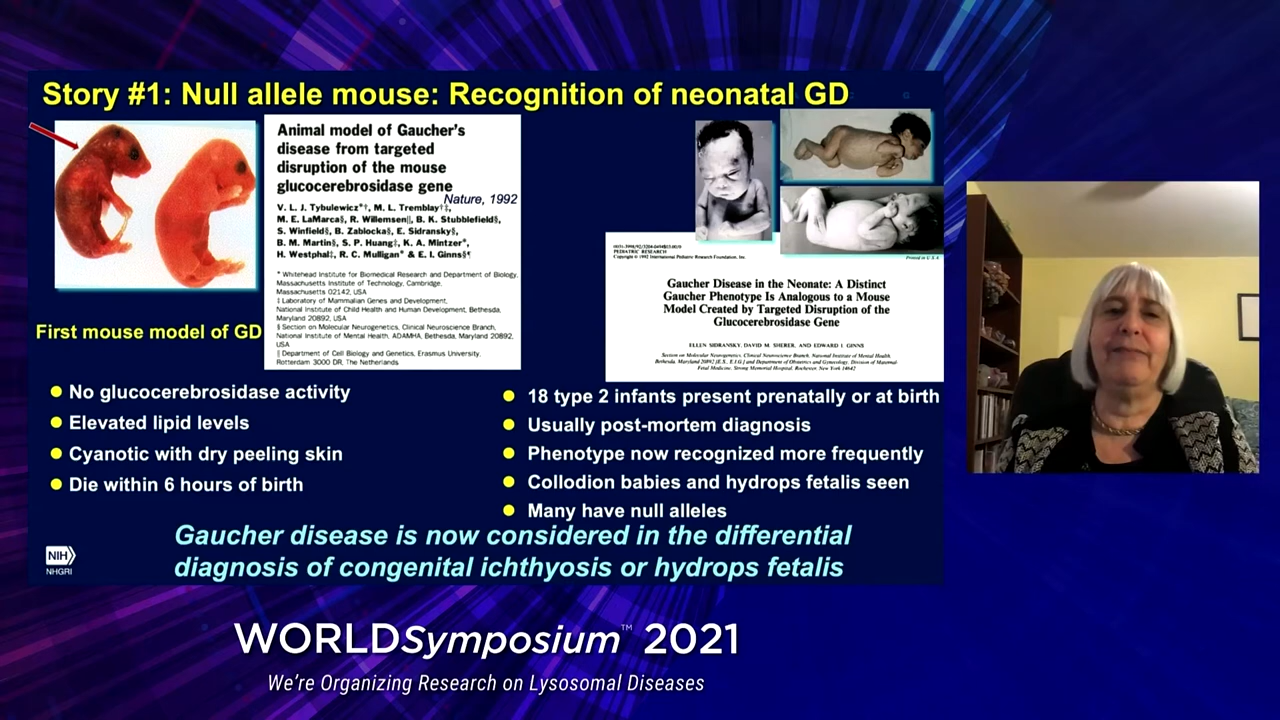 Story #1: Null allele mouse: Recognition of neonatal GD
Animal model of Gaucher's
disease from targeted
disruption of the mouse
glucocerebrosidase gene
Nature, 1992
V. L. J. Tybulewicz*†, M. L. Tremblay†‡,
M. E. LaMarca§, R. Willemsen||, B. K. Stubblefield§,
S. Winfield§, B. Zablocka§, E. Sidransky§,
B. M. Martin§, S. P. Huang‡, K. A. Mintzer*,
H. Westphal‡, R. C. Mulligan* & E. I. Ginns§¶
* Whitehead Institute for Biomedical Research and Department of Biology,
Massachusetts Institute of Technology, Cambridge,
Massachusetts 02142, USA
‡ Laboratory of Mammalian Genes and Development,
National Institute of Child Health and Human Development, Bethesda,
Maryland 20892, USA
§ Section on Molecular Neurogenetics, Clinical Neuroscience Branch,
National Institute of Mental Health, ADAMHA, Bethesda, Maryland 20892,
USA
|| Department of Cell Biology and Genetics, Erasmus University,
Rotterdam 3000 DR, The Netherlands
First mouse model of GD
No glucocerebrosidase activity
Elevated lipid levels
Cyanotic with dry peeling skin
Die within 6 hours of birth
PEDIATRIC RESEARCH
Copyright © 1992 International Pediatric Research Foundation, Inc.
Printed in U.S.A.
Gaucher Disease in the Neonate: A Distinct
Gaucher Phenotype Is Analogous to a Mouse
Model Created by Targeted Disruption of the
Glucocerebrosidase Gene
ELLEN SIDRANSKY, DAVID M. SHERER, AND EDWARD I. GINNS
Section on Molecular Neurogenetics, Clinical Neuroscience Branch, National Institute of Mental Health,
Bethesda, Maryland 20892 [E.S., E.I.G.] and Department of Obstetrics and Gynecology, Division of Maternal-
Fetal Medicine, Strong Memorial Hospital, Rochester, New York 14642
18 type 2 infants present prenatally or at birth
Usually post-mortem diagnosis
Phenotype now recognized more frequently
Collodion babies and hydrops fetalis seen
Many have null alleles
Gaucher disease is now considered in the differential
diagnosis of congenital ichthyosis or hydrops fetalis
NIH
NHGRI
WORLDSymposium™ 2021
We're Organizing Research on Lysosomal Diseases